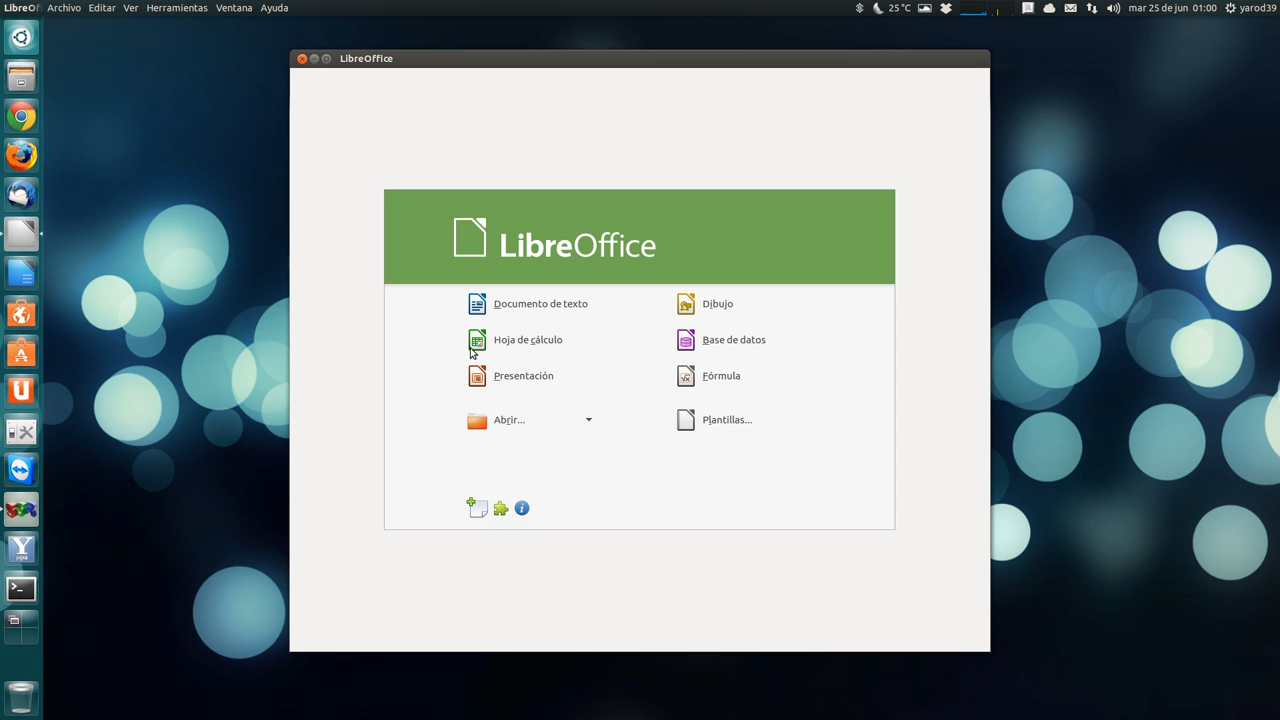 LibreOf Archivo Editar Ver Herramientas Ventana Ayuda 25 °C A mar 25 de jun 01:00 yarod39
LibreOffice
LibreOffice
Documento de texto Dibujo
Hoja de cálculo Base de datos
Presentación Fórmula
Abrir... Plantillas...